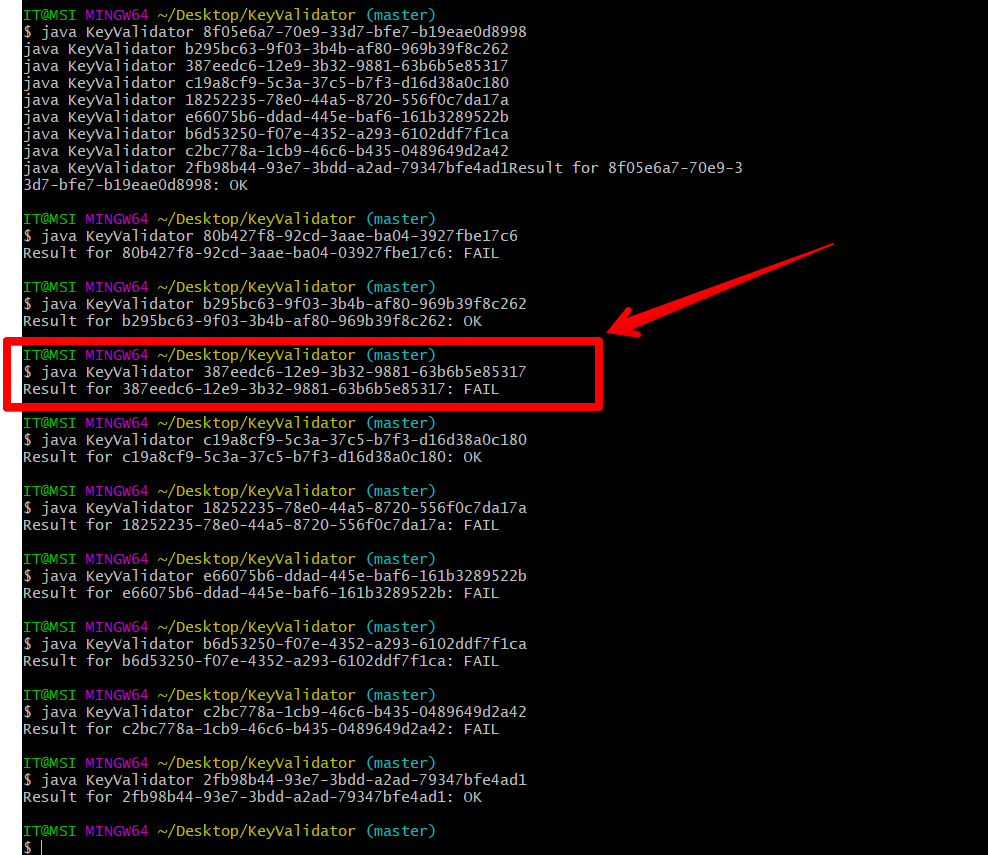 IT@MSI MINGW64 ~/Desktop/KeyValidator (master)
$ java KeyValidator 8f05e6a7-70e9-33d7-bfe7-b19eae0d8998
java KeyValidator b295bc63-9f03-3b4b-af80-969b39f8c262
java KeyValidator 387eedc6-12e9-3b32-9881-63b6b5e85317
java KeyValidator c19a8cf9-5c3a-37c5-b7f3-d16d38a0c180
java KeyValidator 18252235-78e0-44a5-8720-556f0c7da17a
java KeyValidator e66075b6-ddad-445e-baf6-161b3289522b
java KeyValidator b6d53250-f07e-4352-a293-6102ddf7f1ca
java KeyValidator c2bc778a-1cb9-46c6-b435-0489649d2a42
java KeyValidator 2fb98b44-93e7-3bdd-a2ad-79347bfe4ad1Result for 8f05e6a7-70e9-3
3d7-bfe7-b19eae0d8998: OK
IT@MSI MINGW64 ~/Desktop/KeyValidator (master)
$ java KeyValidator 80b427f8-92cd-3aae-ba04-3927fbe17c6
Result for 80b427f8-92cd-3aae-ba04-03927fbe17c6: FAIL
IT@MSI MINGW64 ~/Desktop/KeyValidator (master)
$ java KeyValidator b295bc63-9f03-3b4b-af80-969b39f8c262
Result for b295bc63-9f03-3b4b-af80-969b39f8c262: OK
IT@MSI MINGW64 ~/Desktop/KeyValidator (master)
$ java KeyValidator 387eedc6-12e9-3b32-9881-63b6b5e85317
Result for 387eedc6-12e9-3b32-9881-63b6b5e85317: FAIL
IT@MSI MINGW64 ~/Desktop/KeyValidator (master)
$ java KeyValidator c19a8cf9-5c3a-37c5-b7f3-d16d38a0c180
Result for c19a8cf9-5c3a-37c5-b7f3-d16d38a0c180: OK
IT@MSI MINGW64 ~/Desktop/KeyValidator (master)
$ java KeyValidator 18252235-78e0-44a5-8720-556f0c7da17a
Result for 18252235-78e0-44a5-8720-556f0c7da17a: FAIL
IT@MSI MINGW64 ~/Desktop/KeyValidator (master)
$ java KeyValidator e66075b6-ddad-445e-baf6-161b3289522b
Result for e66075b6-ddad-445e-baf6-161b3289522b: FAIL
IT@MSI MINGW64 ~/Desktop/KeyValidator (master)
$ java KeyValidator b6d53250-f07e-4352-a293-6102ddf7f1ca
Result for b6d53250-f07e-4352-a293-6102ddf7f1ca: FAIL
IT@MSI MINGW64 ~/Desktop/KeyValidator (master)
$ java KeyValidator c2bc778a-1cb9-46c6-b435-0489649d2a42
Result for c2bc778a-1cb9-46c6-b435-0489649d2a42: FAIL
IT@MSI MINGW64 ~/Desktop/KeyValidator (master)
$ java KeyValidator 2fb98b44-93e7-3bdd-a2ad-79347bfe4ad1
Result for 2fb98b44-93e7-3bdd-a2ad-79347bfe4ad1: OK
IT@MSI MINGW64 ~/Desktop/KeyValidator (master)
$